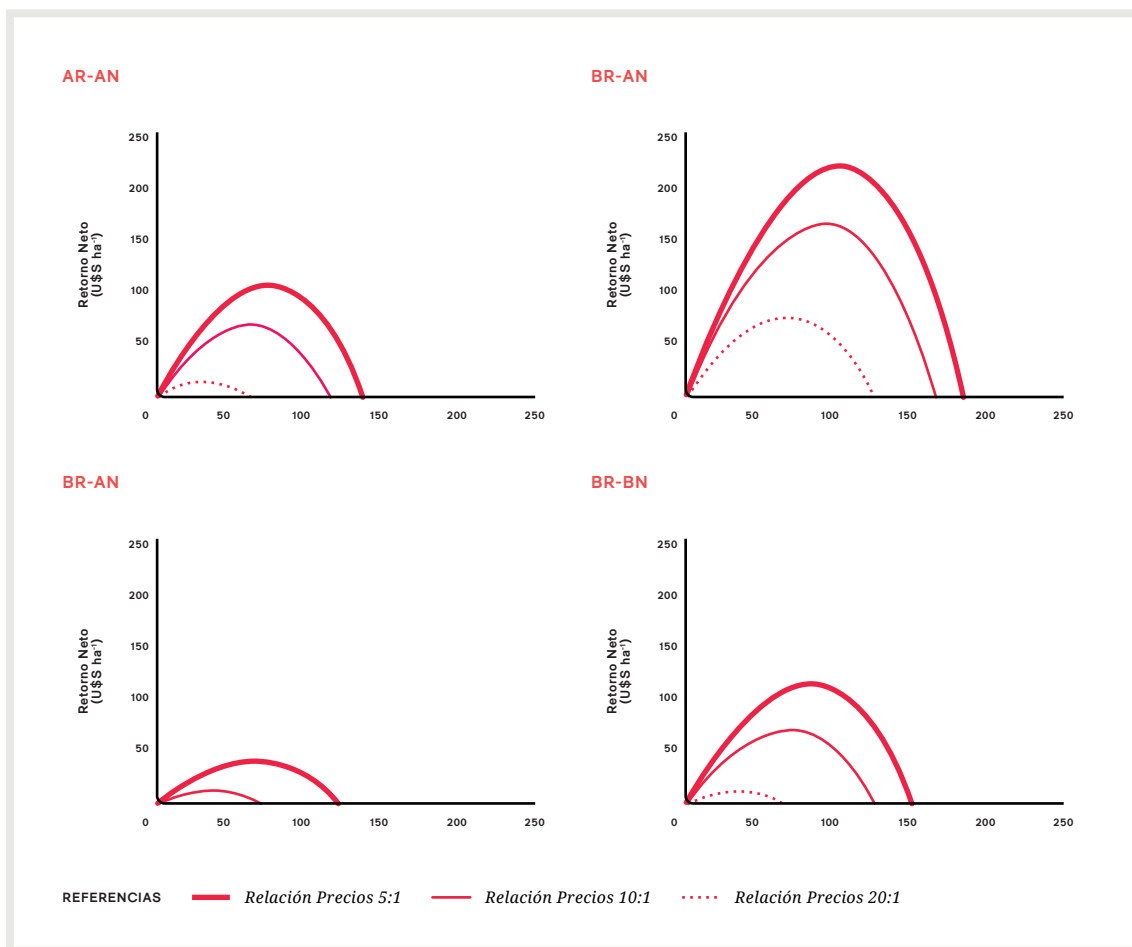 AR-AN
250
200
150
100
50
Retorno Neto
(U$S ha⁻¹)
0 50 100 150 200 250
BR-AN
250
200
150
100
50
Retorno Neto
(U$S ha⁻¹)
0 50 100 150 200 250
BR-AN
250
200
150
100
50
Retorno Neto
(U$S ha⁻¹)
0 50 100 150 200 250
BR-BN
250
200
150
100
50
Retorno Neto
(U$S ha⁻¹)
0 50 100 150 200 250
REFERENCIAS Relación Precios 5:1 Relación Precios 10:1 Relación Precios 20:1